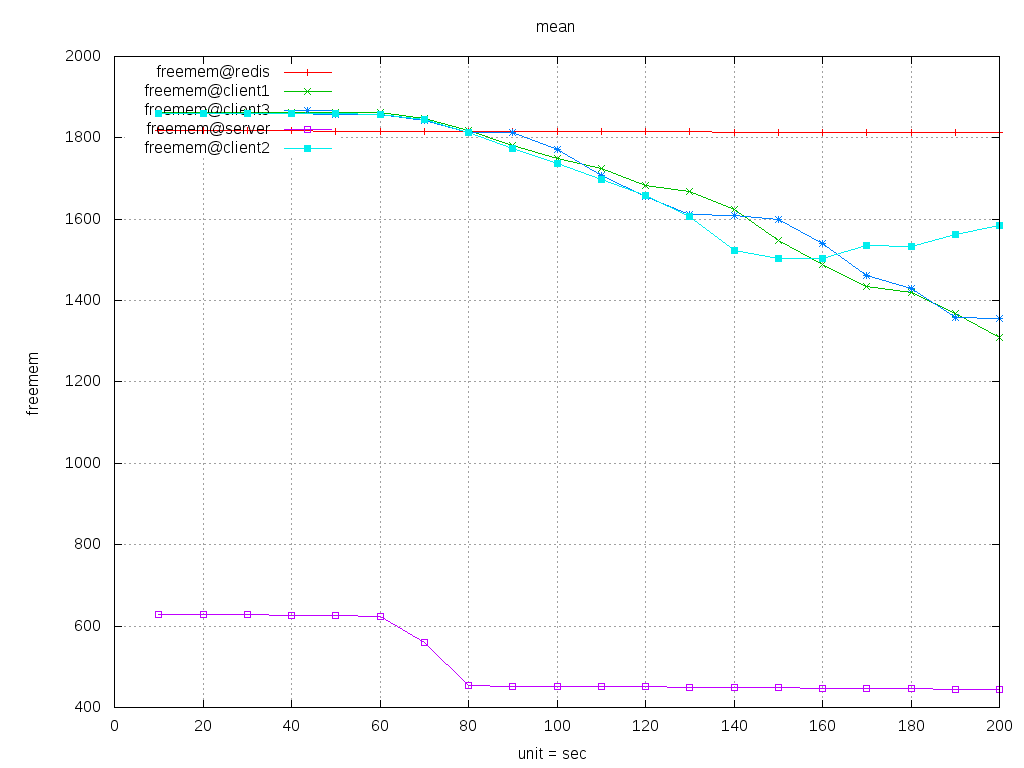 mean
2000
1800
1600
1400
1200
1000
800
600
400
freemem
freemem@redis
freemem@client1
freemem@client3
freemem@server
freemem@client2
0 20 40 60 80 100 120 140 160 180 200
unit = sec